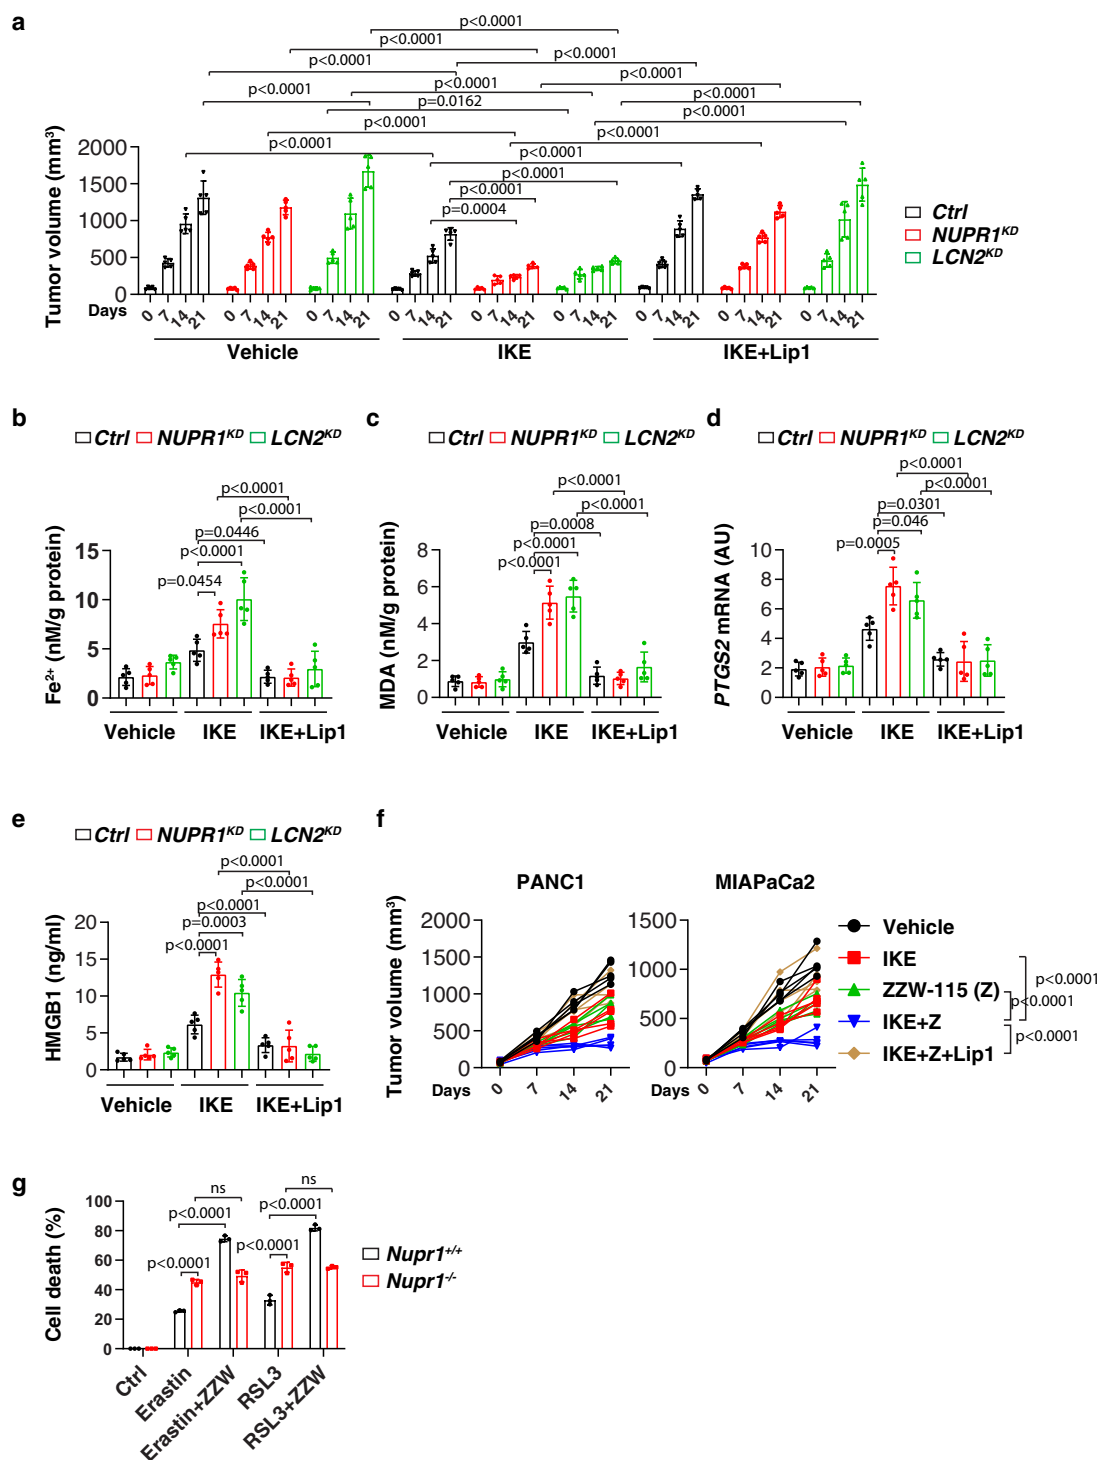 a
p<0.0001
p<0.0001
p<0.0001 p<0.0001
p<0.0001 p<0.0001
p<0.0001 p=0.0162 p<0.0001
p<0.0001 p<0.0001
p<0.0001 p<0.0001
p<0.0001
p<0.0001
p=0.0004
Tumor volume (mm³)
2000
1500
1000
500
0
Days
0 7 14 21 0 7 14 21 0 7 14 21 0 7 14 21 0 7 14 21 0 7 14 21 0 7 14 21 0 7 14 21 0 7 14 21
Vehicle IKE IKE+Lip1
Ctrl
NUPR1ᴷᴰ
LCN2ᴷᴰ
b
Ctrl NUPR1ᴷᴰ LCN2ᴷᴰ
p<0.0001
p<0.0001
p=0.0446
p<0.0001
p=0.0454
Fe²⁺ (nM/g protein)
15
10
5
0
Vehicle IKE IKE+Lip1
c
Ctrl NUPR1ᴷᴰ LCN2ᴷᴰ
p<0.0001
p<0.0001
p=0.0008
p<0.0001
p<0.0001
MDA (nM/g protein)
8
6
4
2
0
Vehicle IKE IKE+Lip1
d
Ctrl NUPR1ᴷᴰ LCN2ᴷᴰ
p<0.0001
p<0.0001
p=0.0301
p=0.046
p=0.0005
PTGS2 mRNA (AU)
10
8
6
4
2
0
Vehicle IKE IKE+Lip1
e
Ctrl NUPR1ᴷᴰ LCN2ᴷᴰ
p<0.0001
p<0.0001
p<0.0001
p=0.0003
p<0.0001
HMGB1 (ng/ml)
20
15
10
5
0
Vehicle IKE IKE+Lip1
f
PANC1
Tumor volume (mm³)
2000
1500
1000
500
0
Days 0 7 14 21
MIAPaCa2
1500
1000
500
0
Days 0 7 14 21
Vehicle
IKE
ZZW-115 (Z)
IKE+Z
IKE+Z+Lip1
p<0.0001
p<0.0001
p<0.0001
g
ns ns
p<0.0001 p<0.0001
p<0.0001 p<0.0001
Cell death (%)
100
80
60
40
20
0
Ctrl
Erastin
Erastin+ZZW
RSL3
RSL3+ZZW
Nupr1⁺/⁺
Nupr1⁻/⁻